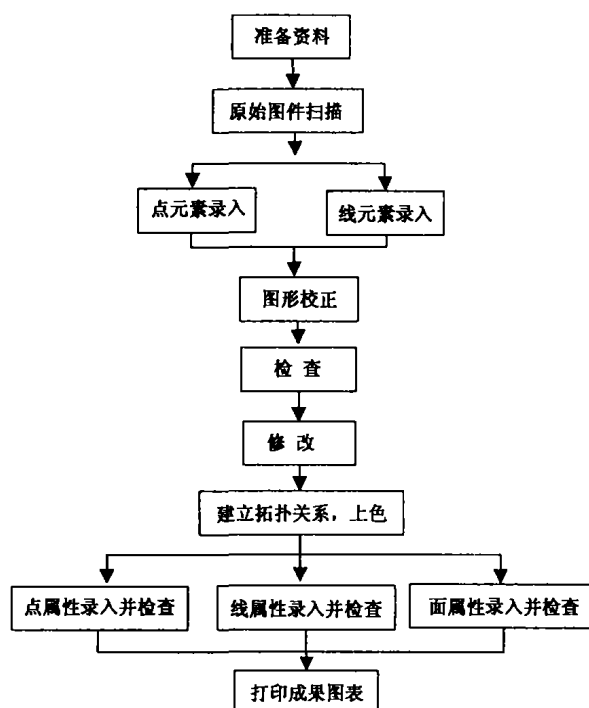 准备资料
原始图件扫描
点元素录入
线元素录入
图形校正
检 查
修 改
建立拓扑关系，上色
点属性录入并检查
线属性录入并检查
面属性录入并检查
打印成果图表